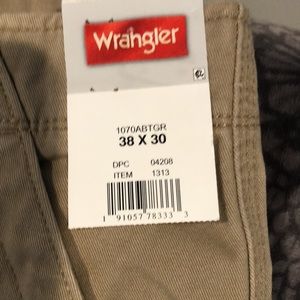 Wrangler
1070ABTGR
38 X 30
DPC 04208
ITEM 1313
1 91057 78333 3